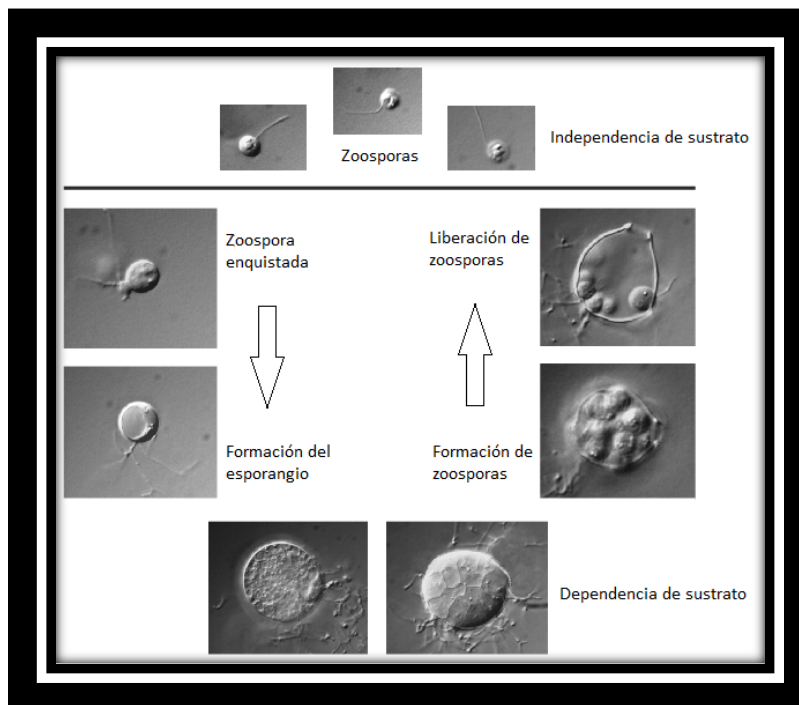 Independencia de sustrato
Zoosporas
Zoospora
enquistada
Liberación de
zoosporas
Formación del
esporangio
Formación de
zoosporas
Dependencia de sustrato